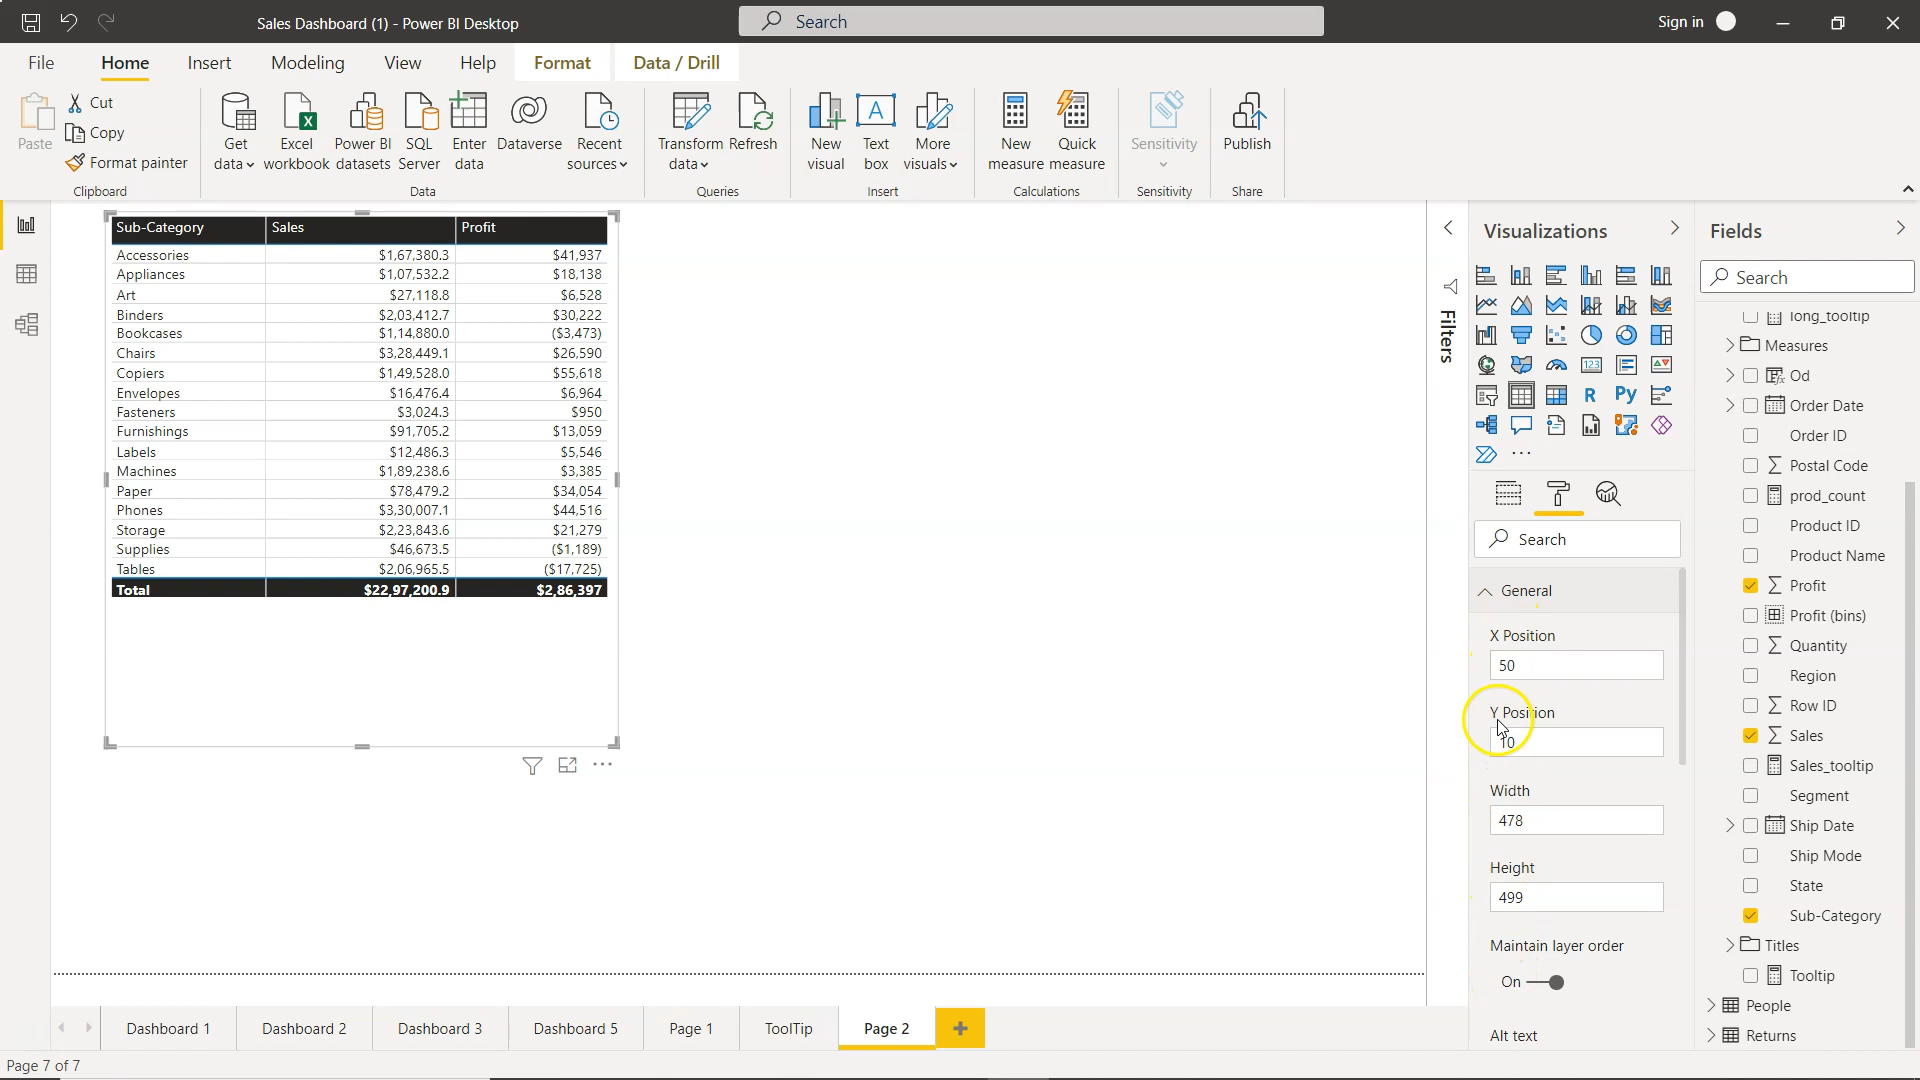 Sales Dashboard (1) - Power BI Desktop
Search
Sign in
File Home Insert Modeling View Help Format Data / Drill
Paste
Cut
Copy
Format painter
Clipboard
Get data
Excel workbook
Power BI datasets
SQL Server
Enter data
Dataverse
Recent sources
Data
Transform data
Refresh
Queries
New visual
Text box
More visuals
Insert
New measure
Quick measure
Calculations
Sensitivity
Sensitivity
Publish
Share
Sub-Category Sales Profit
Accessories $1,67,380.3 $41,937
Appliances $1,07,532.2 $18,138
Art $27,118.8 $6,528
Binders $2,03,412.7 $30,222
Bookcases $1,14,880.0 ($3,473)
Chairs $3,28,449.1 $26,590
Copiers $1,49,528.0 $55,618
Envelopes $16,476.4 $6,964
Fasteners $3,024.3 $950
Furnishings $91,705.2 $13,059
Labels $12,486.3 $5,546
Machines $1,89,238.6 $3,385
Paper $78,479.2 $34,054
Phones $3,30,007.1 $44,516
Storage $2,23,843.6 $21,279
Supplies $46,673.5 ($1,189)
Tables $2,06,965.5 ($17,725)
Total $22,97,200.9 $2,86,397
Filters
Visualizations
R Py
123
Search
General
X Position
50
Y Position
10
Width
478
Height
499
Maintain layer order
On
Alt text
Fields
Search
long_tooltip
Measures
Od
Order Date
Order ID
Postal Code
prod_count
Product ID
Product Name
Profit
Profit (bins)
Quantity
Region
Row ID
Sales
Sales_tooltip
Segment
Ship Date
Ship Mode
State
Sub-Category
Titles
Tooltip
People
Returns
Dashboard 1 Dashboard 2 Dashboard 3 Dashboard 5 Page 1 ToolTip Page 2
Page 7 of 7